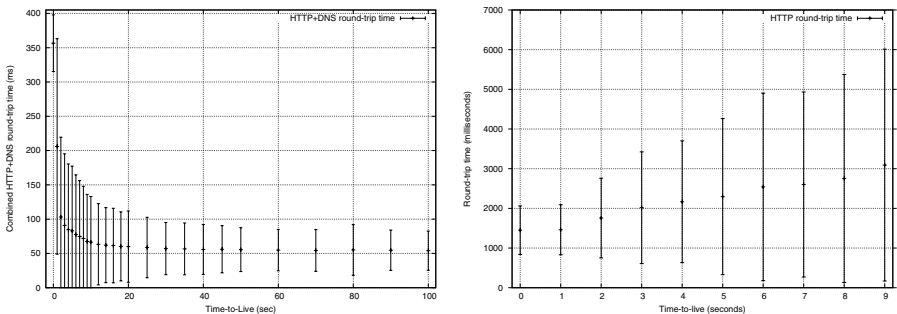 HTTP+DNS round-trip time
Combined HTTP+DNS round-trip time (ms)
400
350
300
250
200
150
100
50
0
0 20 40 60 80 100
Time-to-Live (sec)
HTTP round-trip time
Round-trip time (milliseconds)
7000
6000
5000
4000
3000
2000
1000
0
0 1 2 3 4 5 6 7 8 9
Time-to-live (seconds)